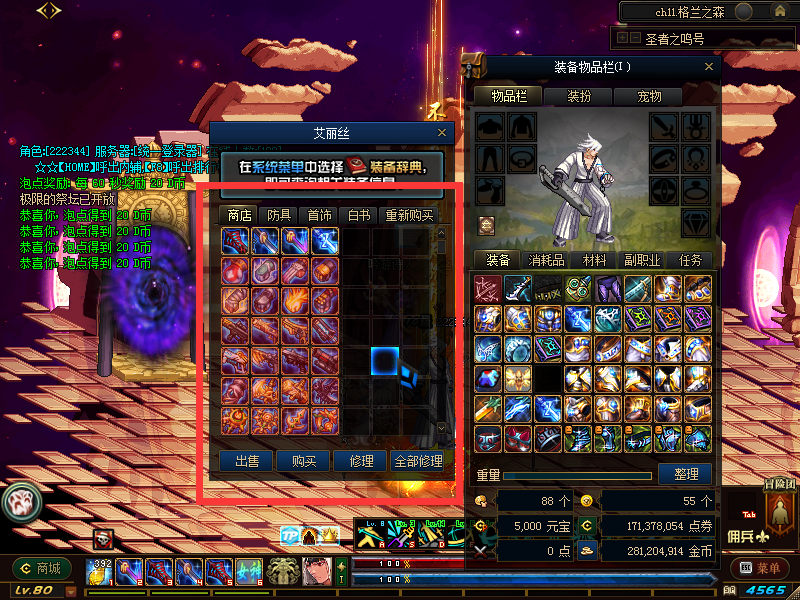 ch11.格兰之森
圣者之鸣号
装备物品栏(I)
物品栏 装扮 宠物
艾丽丝
角色:[222344] 服务器:[统一登录器]
☆☆[HOME]呼出内辅[F8]呼出排行
在系统菜单中选择 装备辞典，
泡点奖励: 每 60 秒奖励 20 D币
极限的祭坛已开放
恭喜你, 泡点得到 20 D币
恭喜你, 泡点得到 20 D币
恭喜你, 泡点得到 20 D币
恭喜你, 泡点得到 20 D币
商店 防具 首饰 白书 重新购买
装备 消耗品 材料 副职业 任务
出售 购买 修理 全部修理
重量 整理
88 个 55 个
5,000 元宝 171,378,054 点券
0 点 281,204,914 金币
冒险团
Tab
佣兵
TP
Lv. 8
商城
392
100%
100%
ESC 菜单
Lv.80
4565